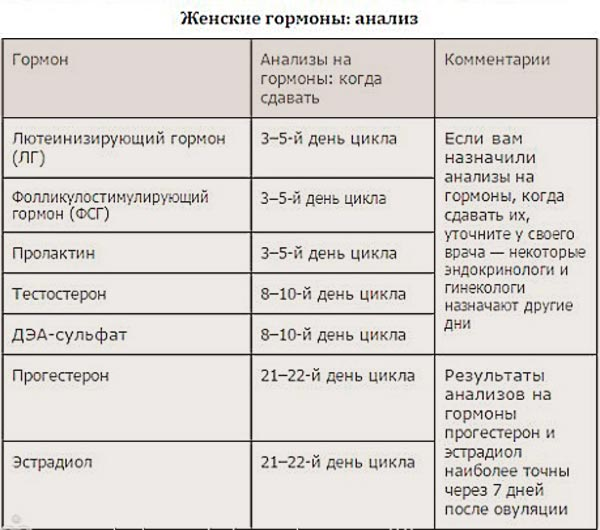 Женские гормоны: анализ
Гормон
Анализы на
гормоны: когда
сдавать
Комментарии
Лютеинизирующий гормон
(ЛГ)
3–5-й день цикла
Фолликулостимулирующий
гормон (ФСГ)
3–5-й день цикла
Пролактин
3–5-й день цикла
Тестостерон
8–10-й день цикла
ДЭА-сульфат
8–10-й день цикла
Если вам
назначили
анализы на
гормоны, когда
сдавать их,
уточните у своего
врача — некоторые
эндокринологи и
гинекологи
назначают другие
дни
Прогестерон
21–22-й день цикла
Эстрадиол
21–22-й день цикла
Результаты
анализов на
гормоны
прогестерон и
эстрадиол
наиболее точны
через 7 дней
после овуляции